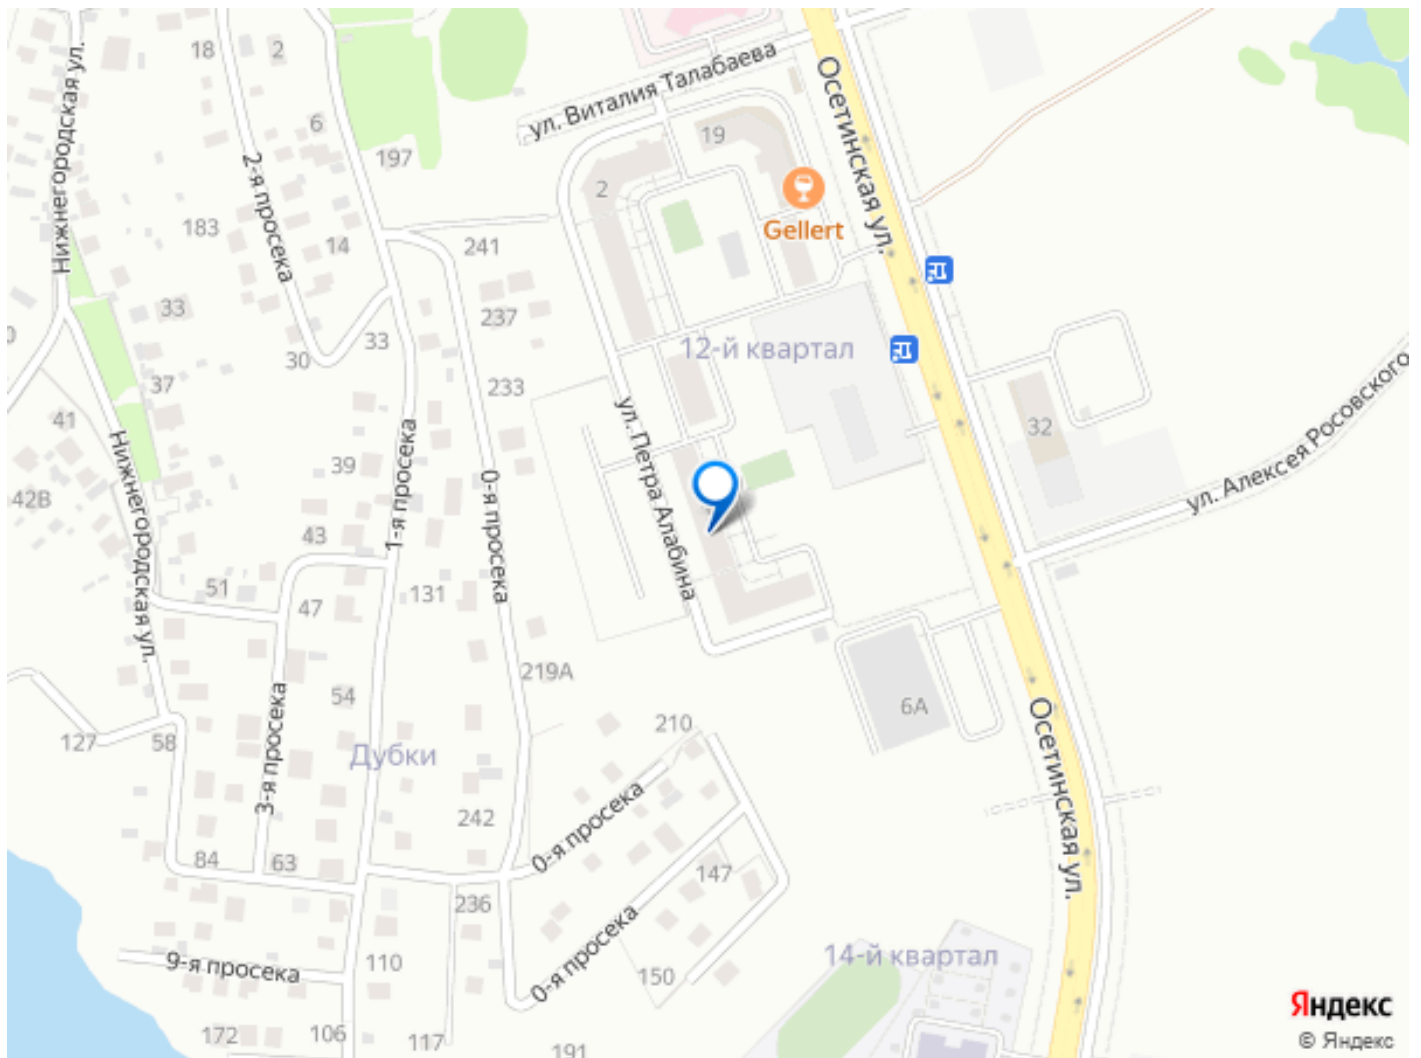 Нижнегородская ул.
18
2
6
197
2-я просека
183
14
33
30
33
37
41
42В
39
43
51
47
131
54
127
58
84
63
3-я просека
1-я просека
Нижнегородская ул.
Дубки
9-я просека
172
106
110
117
236
242
191
150
147
210
219А
0-я просека
0-я просека
0-я просека
233
237
241
ул. Виталия Талабаева
19
2
Gellert
12-й квартал
ул. Петра Алабина
Осетинская ул.
32
ул. Алексея Росовского
6А
Осетинская ул.
14-й квартал
Яндекс
© Яндекс